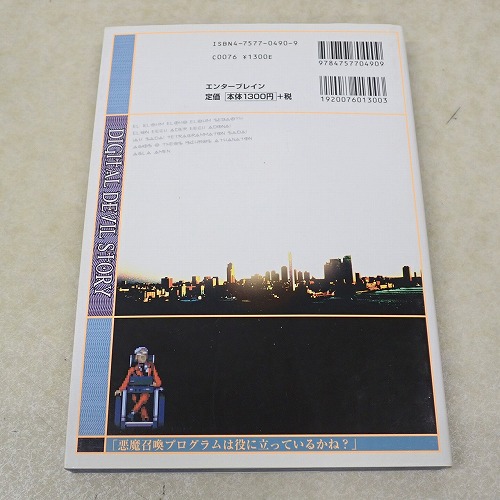 ISBN4-7577-0490-9
C0076 ¥1300E
9784757704909
1920076013003
エンターブレイン
定価 本体1300円 +税
DIGITAL DEVIL STORY
「悪魔召喚プログラムは役に立っているかね？」